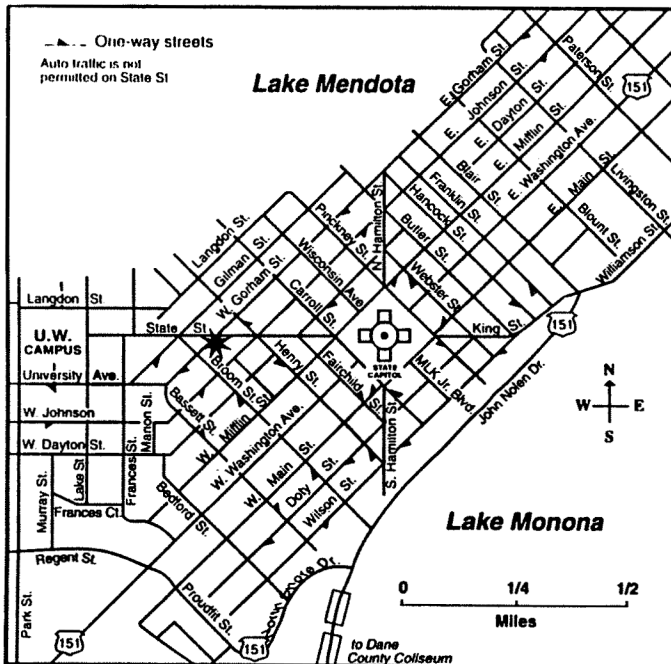 One-way streets
Auto traffic is not
permitted on State St
Lake Mendota
E. Gorham St.
E. Johnson St.
E. Dayton St.
E. Mifflin St.
E. Washington Ave.
E. Main St.
Paterson St.
151
Livingston St.
Blount St.
Williamson St.
Blair St.
Franklin St.
Hancock St.
Butler St.
Webster St.
N. Hamilton St.
Pinckney St.
Wisconsin Ave.
Carroll St.
Langdon St.
Gilman St.
W. Gorham St.
Langdon St.
State St
King St.
151
U.W.
CAMPUS
University Ave.
W. Johnson
W. Dayton St.
STATE
CAPITOL
MLK Jr. Blvd.
John Nolen Dr.
Henry St.
Fairchild St.
Broom St.
Bassett St.
W. Mifflin St
W. Washington Ave.
W. Main St.
Doty St.
Wilson St.
S. Hamilton St.
Bedford St.
Murray St.
Lake St.
Frances St.
Marion St.
Frances Ct.
Regent St.
Proudfit St.
Park St.
151
151
N
W E
S
Lake Monona
0 1/4 1/2
Miles
to Dane
County Coliseum